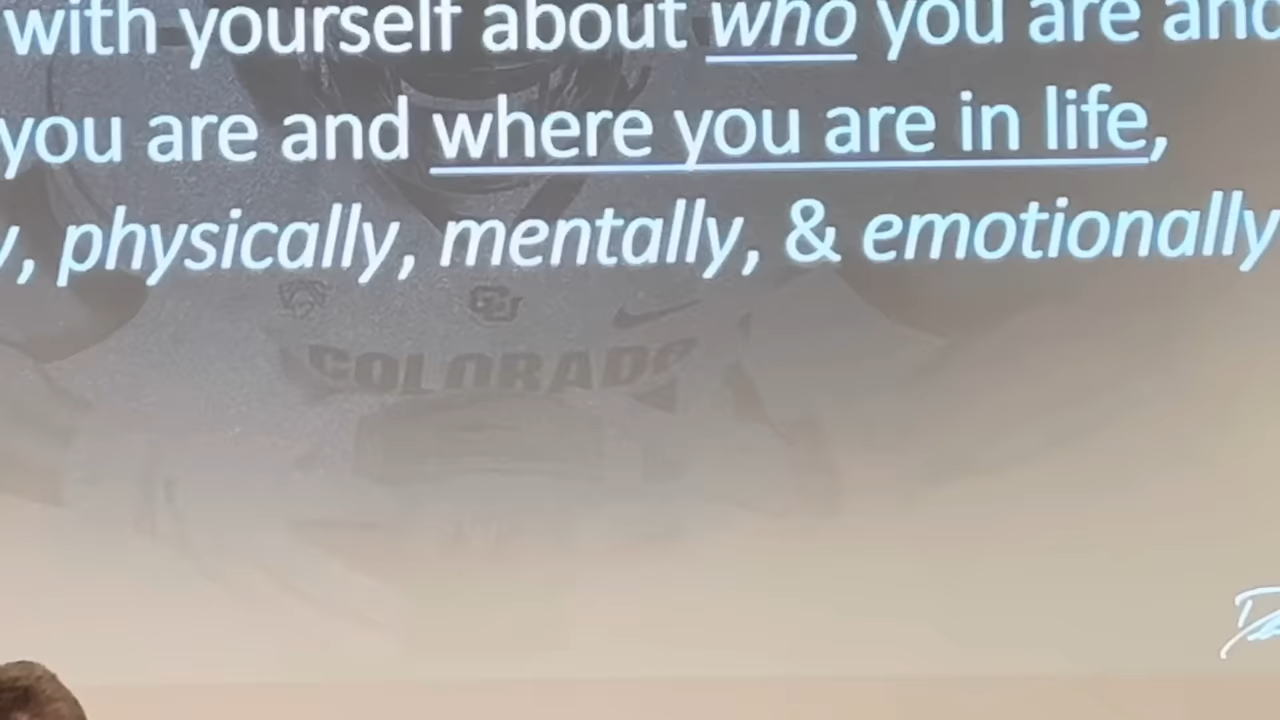 with yourself about who you are and
you are and where you are in life,
physically, mentally, & emotionally
CU
COLORADO